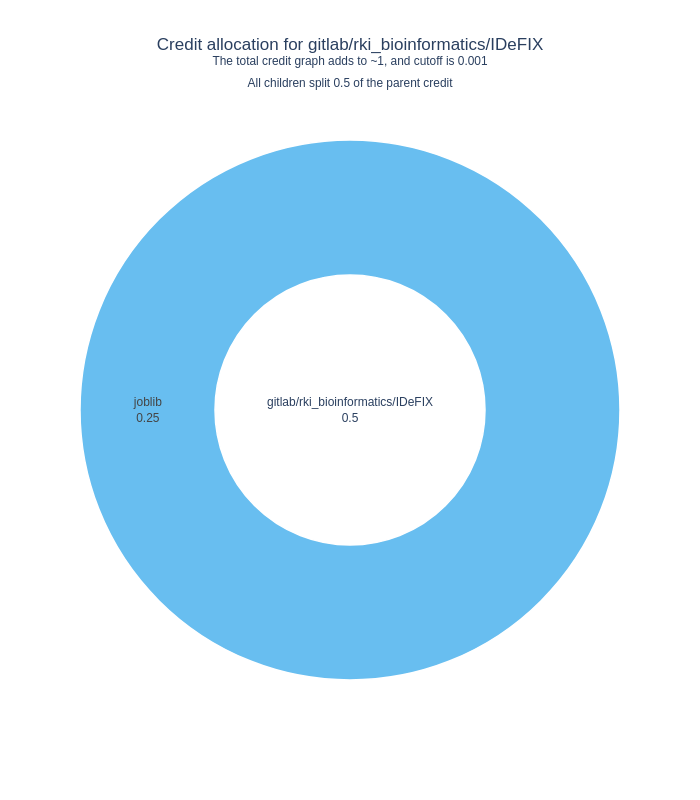 Credit allocation for gitlab/rki_bioinformatics/IDeFIX
The total credit graph adds to ~1, and cutoff is 0.001
All children split 0.5 of the parent credit
joblib
0.25
gitlab/rki_bioinformatics/IDeFIX
0.5